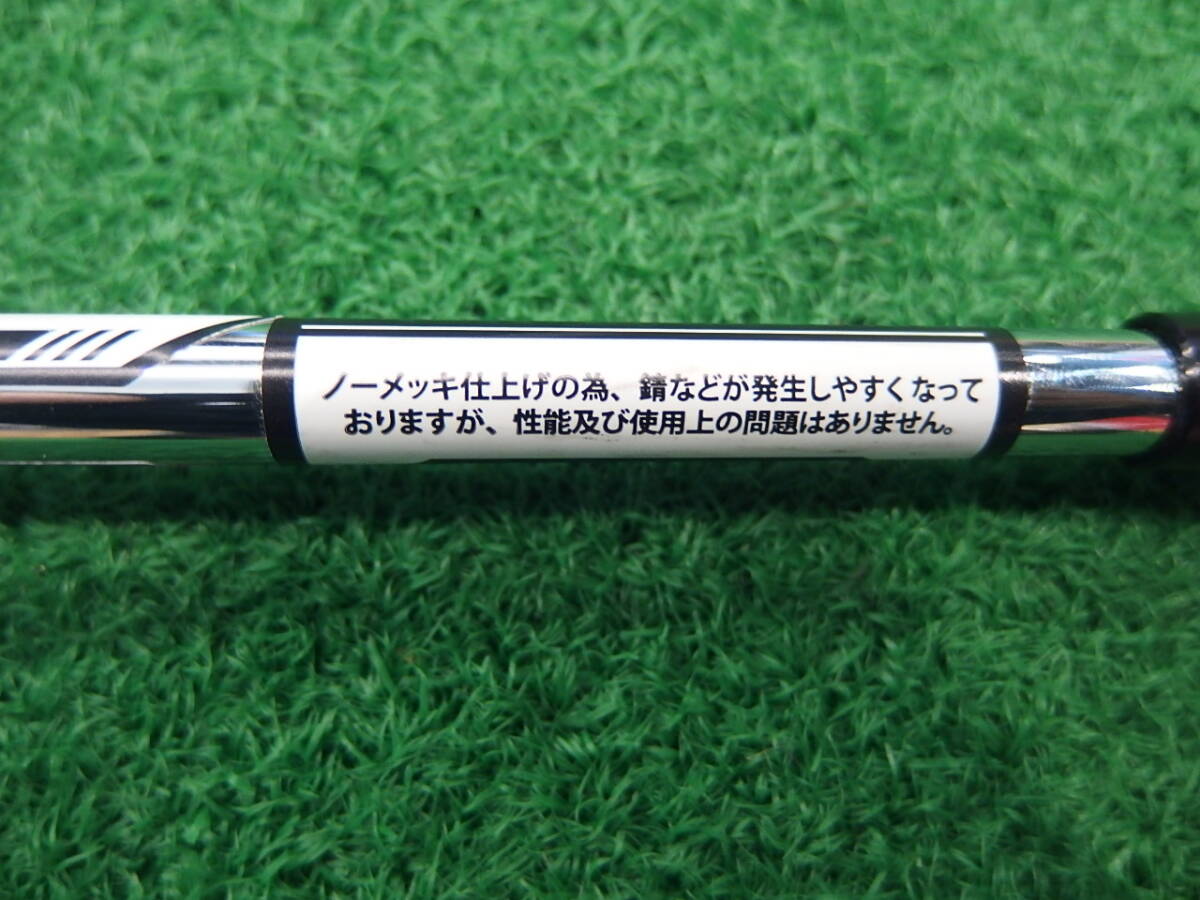 ノーメッキ仕上げの為、錆などが発生しやすくなって
おりますが、性能及び使用上の問題はありません。